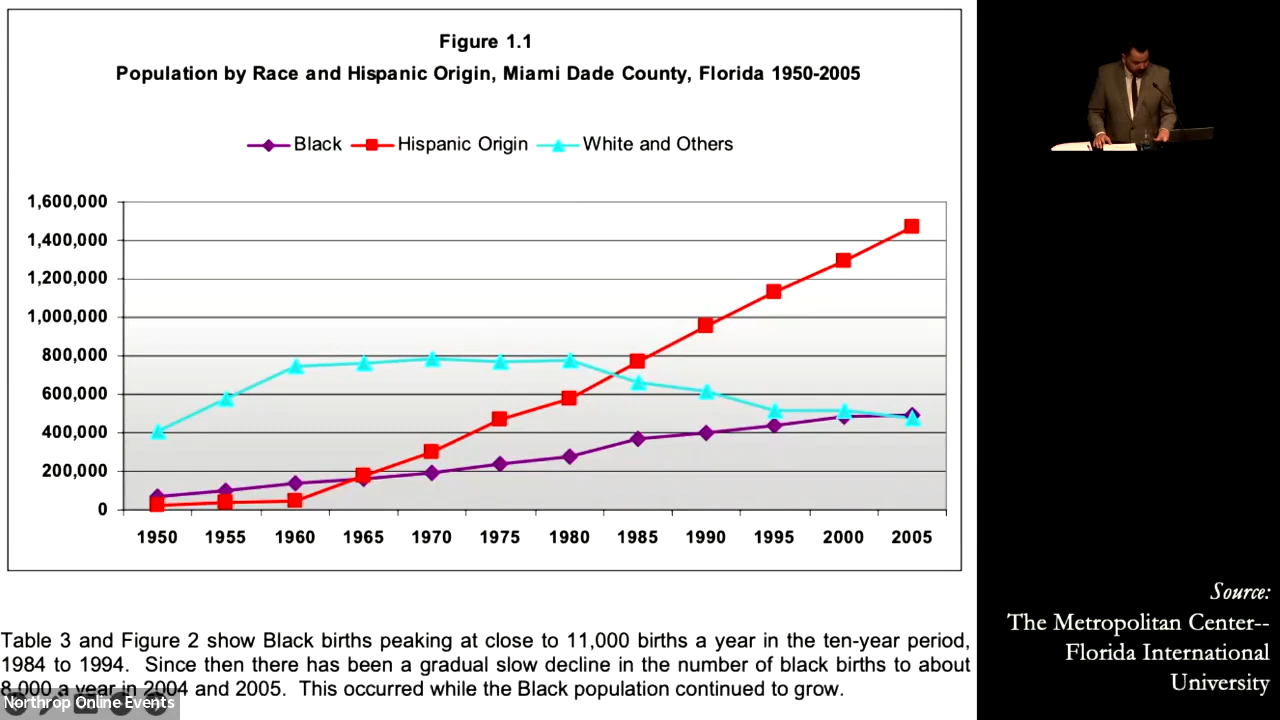 Figure 1.1
Population by Race and Hispanic Origin, Miami Dade County, Florida 1950-2005
Black Hispanic Origin White and Others
1,600,000
1,400,000
1,200,000
1,000,000
800,000
600,000
400,000
200,000
0
1950 1955 1960 1965 1970 1975 1980 1985 1990 1995 2000 2005
Table 3 and Figure 2 show Black births peaking at close to 11,000 births a year in the ten-year period,
1984 to 1994. Since then there has been a gradual slow decline in the number of black births to about
8,000 a year in 2004 and 2005. This occurred while the Black population continued to grow.
Northrop Online Events
Source:
The Metropolitan Center--
Florida International
University